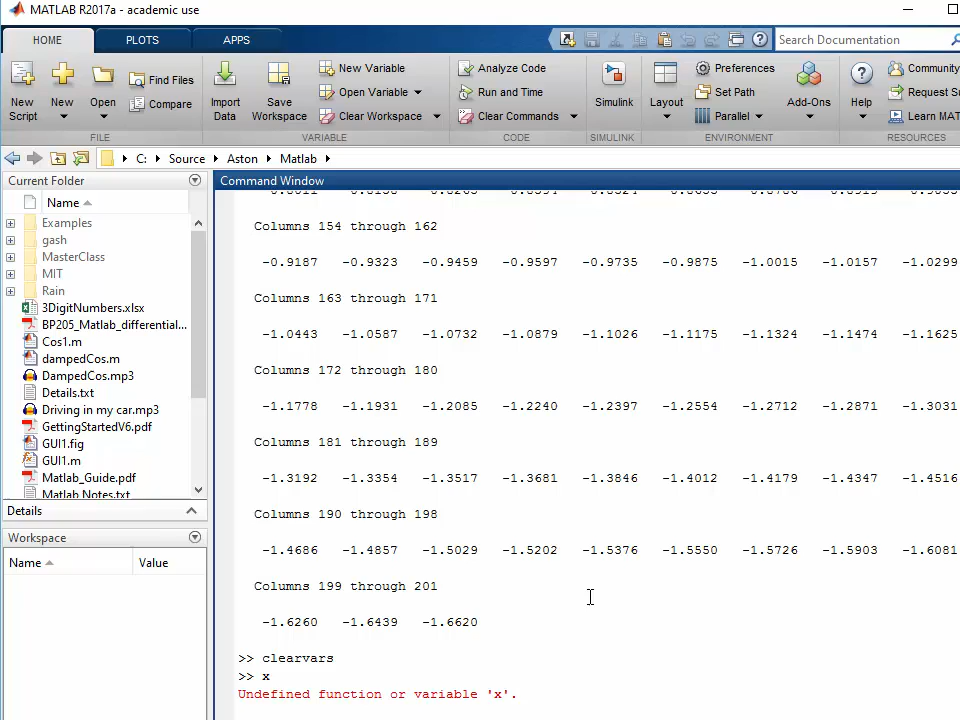 MATLAB R2017a - academic use
HOME PLOTS APPS
Search Documentation
New Script
New
Open
Find Files
Compare
FILE
Import Data
Save Workspace
New Variable
Open Variable
Clear Workspace
VARIABLE
Analyze Code
Run and Time
Clear Commands
CODE
Simulink
SIMULINK
Layout
Preferences
Set Path
Parallel
Add-Ons
ENVIRONMENT
Help
Community
Request Su
Learn MAT
RESOURCES
C: Source Aston Matlab
Current Folder
Name
Examples
gash
MasterClass
MIT
Rain
3DigitNumbers.xlsx
BP205_Matlab_differential...
Cos1.m
dampedCos.m
DampedCos.mp3
Details.txt
Driving in my car.mp3
GettingStartedV6.pdf
GUI1.fig
GUI1.m
Matlab_Guide.pdf
Matlab Notes.txt
Details
Workspace
Name Value
Command Window
Columns 154 through 162
-0.9187 -0.9323 -0.9459 -0.9597 -0.9735 -0.9875 -1.0015 -1.0157 -1.0299
Columns 163 through 171
-1.0443 -1.0587 -1.0732 -1.0879 -1.1026 -1.1175 -1.1324 -1.1474 -1.1625
Columns 172 through 180
-1.1778 -1.1931 -1.2085 -1.2240 -1.2397 -1.2554 -1.2712 -1.2871 -1.3031
Columns 181 through 189
-1.3192 -1.3354 -1.3517 -1.3681 -1.3846 -1.4012 -1.4179 -1.4347 -1.4516
Columns 190 through 198
-1.4686 -1.4857 -1.5029 -1.5202 -1.5376 -1.5550 -1.5726 -1.5903 -1.6081
Columns 199 through 201
-1.6260 -1.6439 -1.6620
>> clearvars
>> x
Undefined function or variable 'x'.